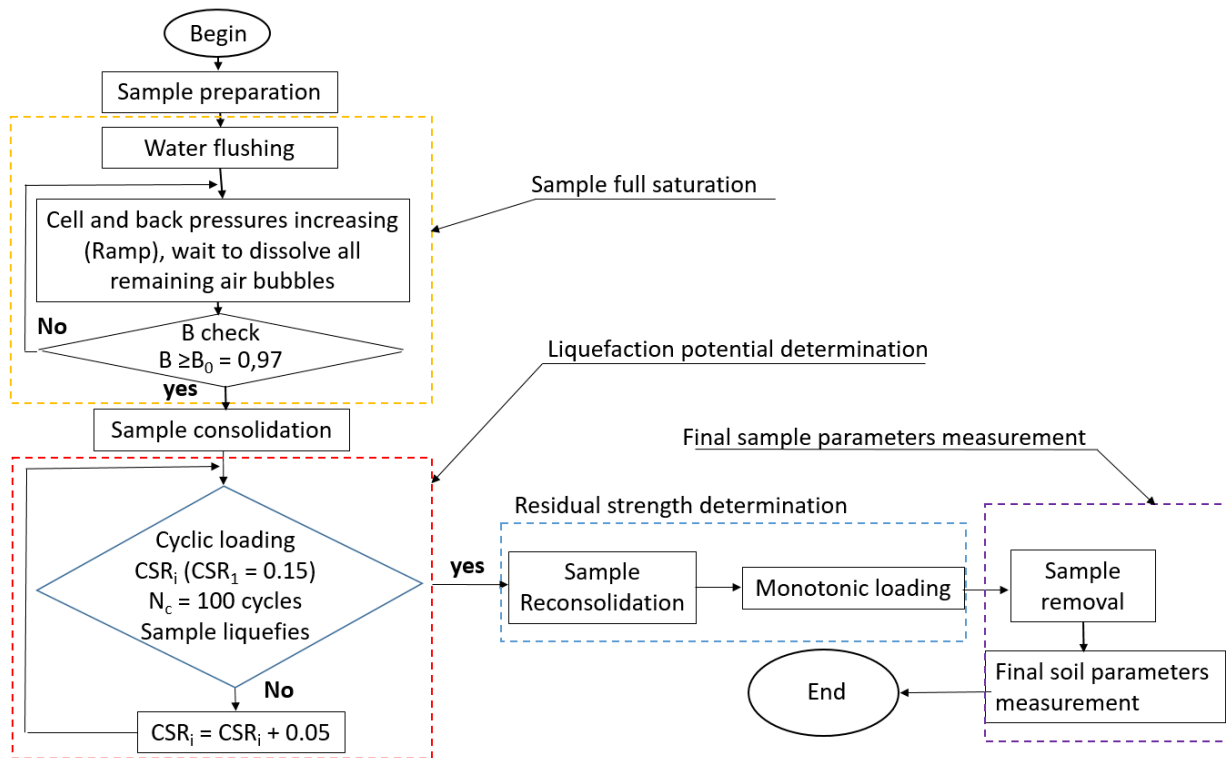 Begin
Sample preparation
Water flushing
Sample full saturation
Cell and back pressures increasing
(Ramp), wait to dissolve all
remaining air bubbles
No
B check
B ≥B₀ = 0,97
yes
Liquefaction potential determination
Sample consolidation
Final sample parameters measurement
Residual strength determination
Cyclic loading
CSRᵢ (CSR₁ = 0.15)
N꜀ = 100 cycles
Sample liquefies
yes
Sample
Reconsolidation
Monotonic loading
Sample
removal
No
CSRᵢ = CSRᵢ + 0.05
Final soil parameters
measurement
End